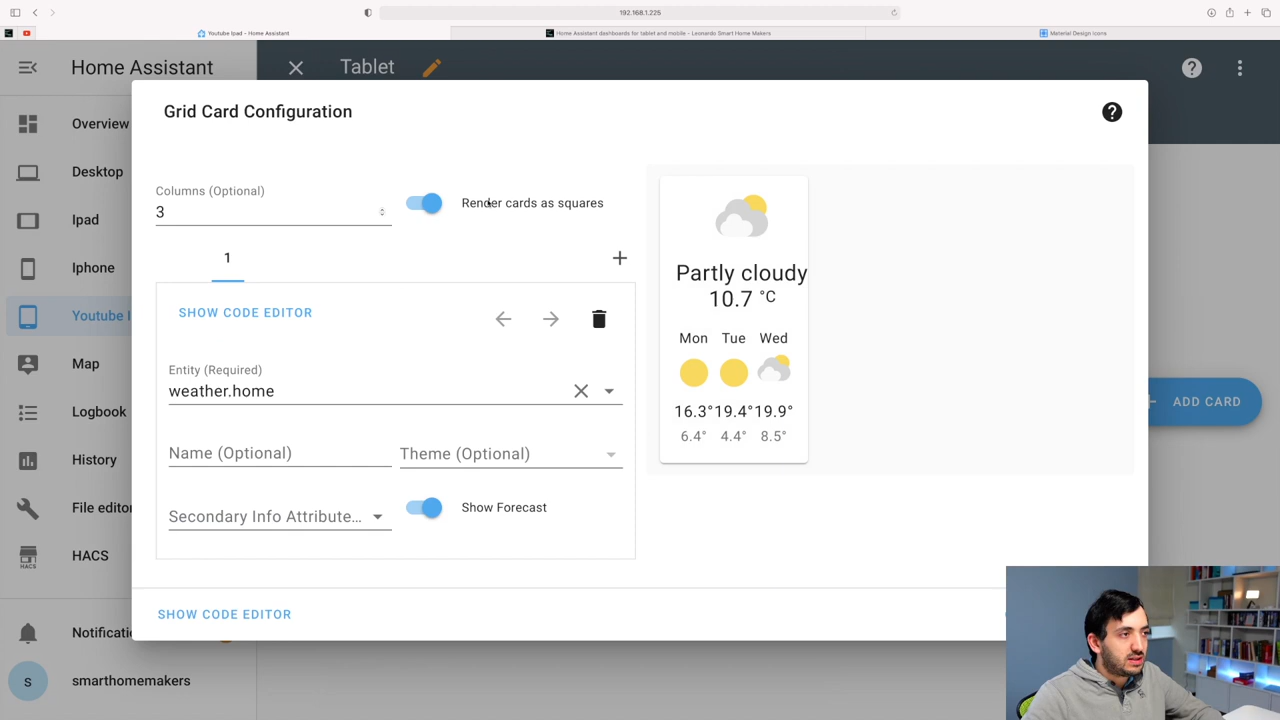 192.168.1.225
Youtube Ipad - Home Assistant
Home Assistant dashboards for tablet and mobile - Leonardo Smart Home Makers
Material Design Icons
Home Assistant
Tablet
Overview
Desktop
Ipad
Iphone
Youtube I
Map
Logbook
History
File editor
HACS
HACS
Notificati
s
smarthomemakers
Grid Card Configuration
Columns (Optional)
3
Render cards as squares
1
SHOW CODE EDITOR
Entity (Required)
weather.home
Name (Optional)
Theme (Optional)
Secondary Info Attribute...
Show Forecast
SHOW CODE EDITOR
Partly cloudy
10.7 °C
Mon Tue Wed
16.3° 19.4° 19.9°
6.4° 4.4° 8.5°
ADD CARD